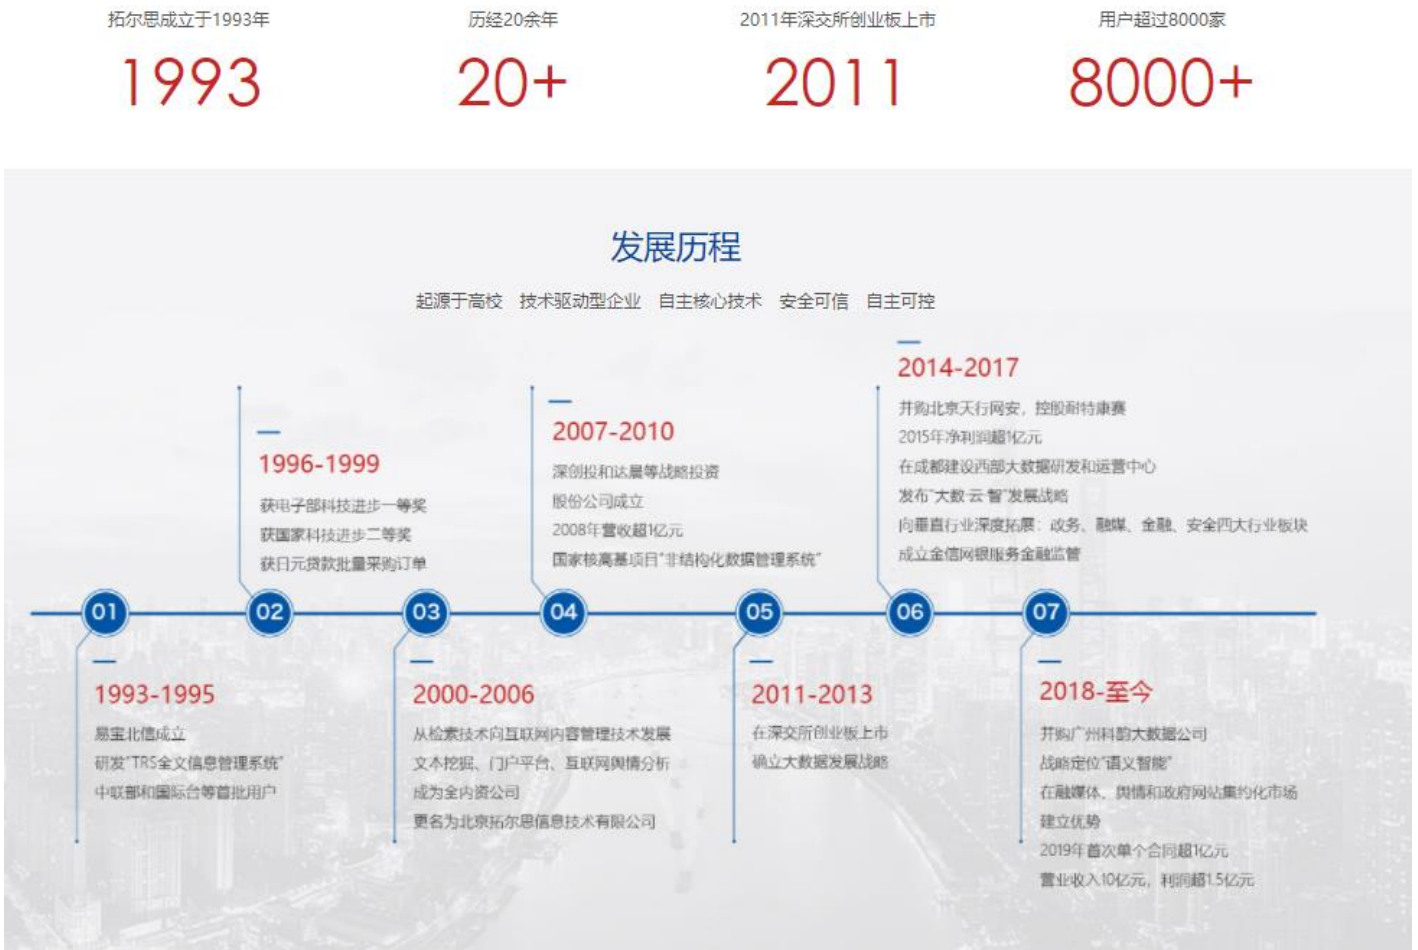 拓尔思成立于1993年
1993
历经20余年
20+
2011年深交所创业板上市
2011
用户超过8000家
8000+
发展历程
起源于高校 技术驱动型企业 自主核心技术 安全可信 自主可控
01
1993-1995
易宝北信成立
研发“TRS全文信息管理系统”
中联部和国际台等首批用户
02
1996-1999
获电子部科技进步一等奖
获国家科技进步二等奖
获日元贷款批量采购订单
03
2000-2006
从检索技术向互联网内容管理技术发展
文本挖掘、门户平台、互联网舆情分析
成为全内资公司
更名为北京拓尔思信息技术有限公司
04
2007-2010
深创投和达晨等战略投资
股份公司成立
2008年营收超1亿元
国家核高基项目“非结构化数据管理系统”
05
2011-2013
在深交所创业板上市
确立大数据发展战略
06
2014-2017
并购北京天行网安，控股耐特康赛
2015年净利润超1亿元
在成都建设西部大数据研发和运营中心
发布“大数·云·智”发展战略
向垂直行业深度拓展：政务、融媒、金融、安全四大行业板块
成立金信网银服务金融监管
07
2018-至今
并购广州科韵大数据公司
战略定位“语义智能”
在融媒体、舆情和政府网站集约化市场
建立优势
2019年首次单个合同超1亿元
营业收入10亿元，利润超1.5亿元